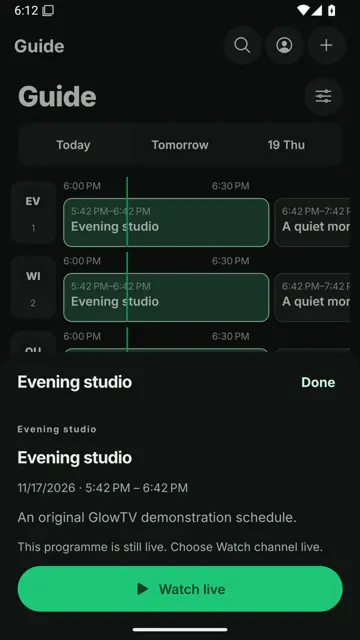 6:12
Guide
Guide
Today Tomorrow 19 Thu
6:00 PM 6:30 PM
EV
1
5:42 PM–6:42 PM
Evening studio
6:42 PM–7:42 P
A quiet mor
6:00 PM 6:30 PM
WI
2
5:42 PM–6:42 PM
Evening studio
6:42 PM–7:42 P
A quiet mor
6:00 PM 6:30 PM
Evening studio Done
Evening studio
Evening studio
11/17/2026 · 5:42 PM – 6:42 PM
An original GlowTV demonstration schedule.
This programme is still live. Choose Watch channel live.
Watch live